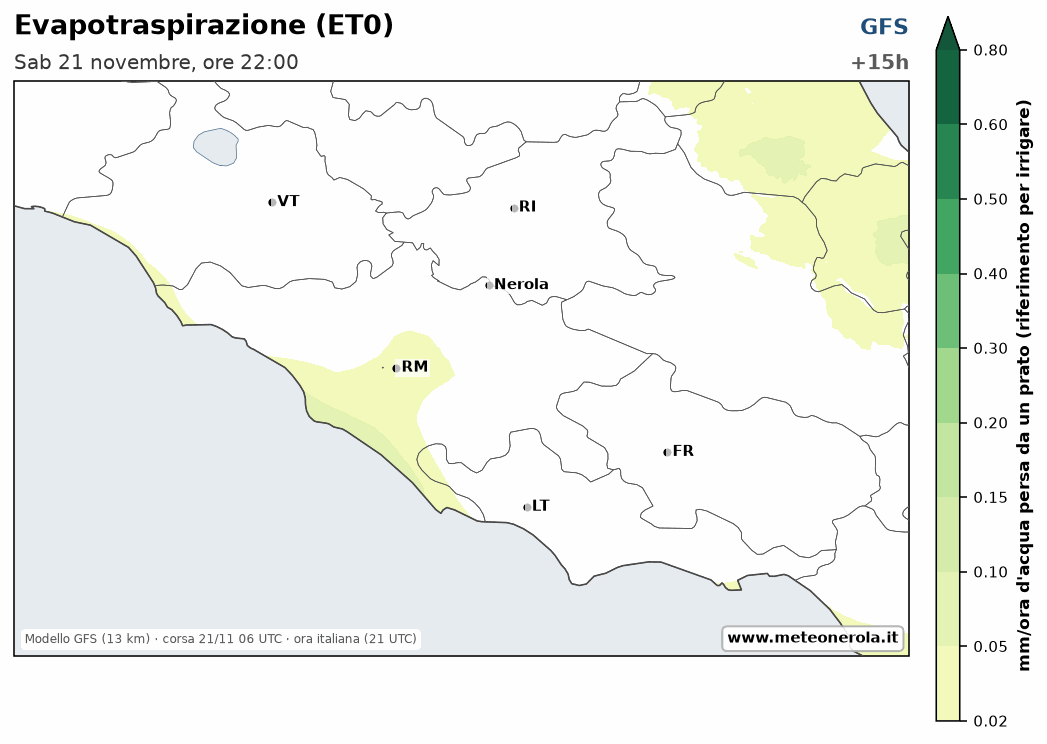 Evapotraspirazione (ET0)
GFS
Sab 21 novembre, ore 22:00
+15h
0.80
0.60
0.50
0.40
0.30
0.20
0.15
0.10
0.05
0.02
mm/ora d'acqua persa da un prato (riferimento per irrigare)
VT
RI
Nerola
RM
FR
LT
Modello GFS (13 km) · corsa 21/11 06 UTC · ora italiana (21 UTC)
www.meteonerola.it